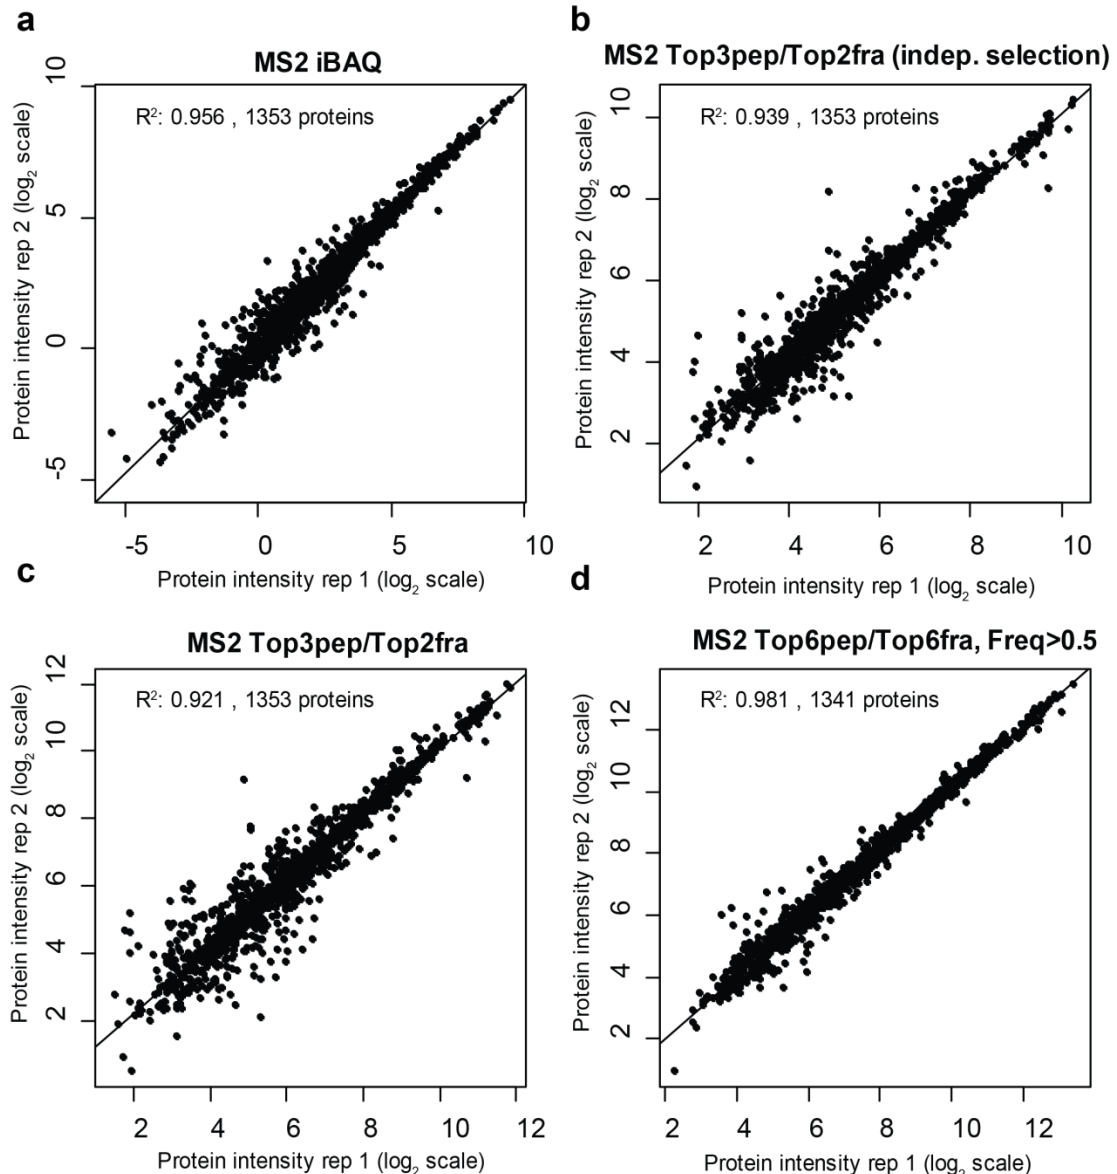 a
MS2 iBAQ
R²: 0.956 , 1353 proteins
Protein intensity rep 2 (log₂ scale)
10
5
0
-5
-5 0 5 10
Protein intensity rep 1 (log₂ scale)
b
MS2 Top3pep/Top2fra (indep. selection)
R²: 0.939 , 1353 proteins
Protein intensity rep 2 (log₂ scale)
10
8
6
4
2
2 4 6 8 10
Protein intensity rep 1 (log₂ scale)
c
MS2 Top3pep/Top2fra
R²: 0.921 , 1353 proteins
Protein intensity rep 2 (log₂ scale)
12
10
8
6
4
2
2 4 6 8 10 12
Protein intensity rep 1 (log₂ scale)
d
MS2 Top6pep/Top6fra, Freq>0.5
R²: 0.981 , 1341 proteins
Protein intensity rep 2 (log₂ scale)
12
10
8
6
4
2
2 4 6 8 10 12
Protein intensity rep 1 (log₂ scale)